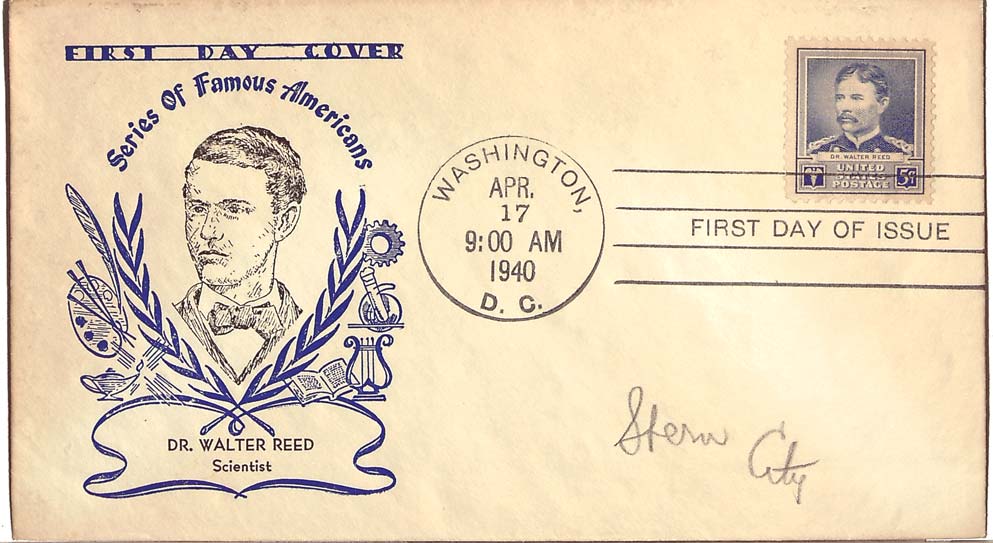 FIRST DAY COVER
Series Of Famous Americans
DR. WALTER REED
Scientist
WASHINGTON,
APR.
17
9:00 AM
1940
D. C.
DR. WALTER REED
UNITED
STATES
POSTAGE
5¢
FIRST DAY OF ISSUE
Stern City